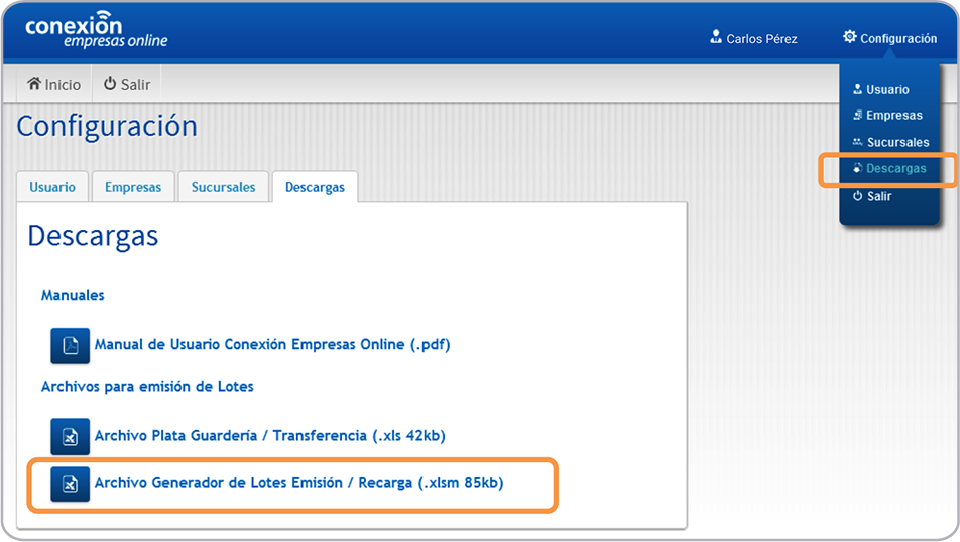 conexión
empresas online
Carlos Pérez
Configuración
Inicio
Salir
Usuario
Empresas
Sucursales
Descargas
Salir
Configuración
Usuario
Empresas
Sucursales
Descargas
Descargas
Manuales
Manual de Usuario Conexión Empresas Online (.pdf)
Archivos para emisión de Lotes
Archivo Plata Guardería / Transferencia (.xls 42kb)
Archivo Generador de Lotes Emisión / Recarga (.xlsm 85kb)